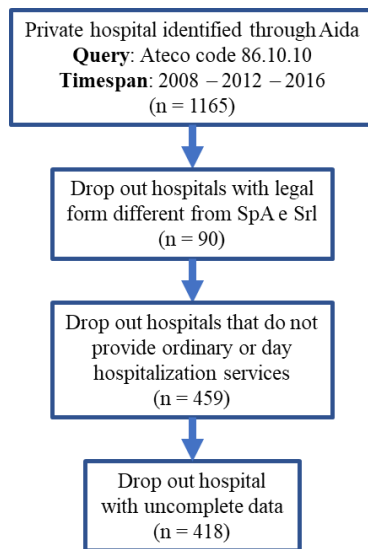 Private hospital identified through Aida
Query: Ateco code 86.10.10
Timespan: 2008 – 2012 – 2016
(n = 1165)
Drop out hospitals with legal
form different from SpA e Srl
(n = 90)
Drop out hospitals that do not
provide ordinary or day
hospitalization services
(n = 459)
Drop out hospital
with uncomplete data
(n = 418)